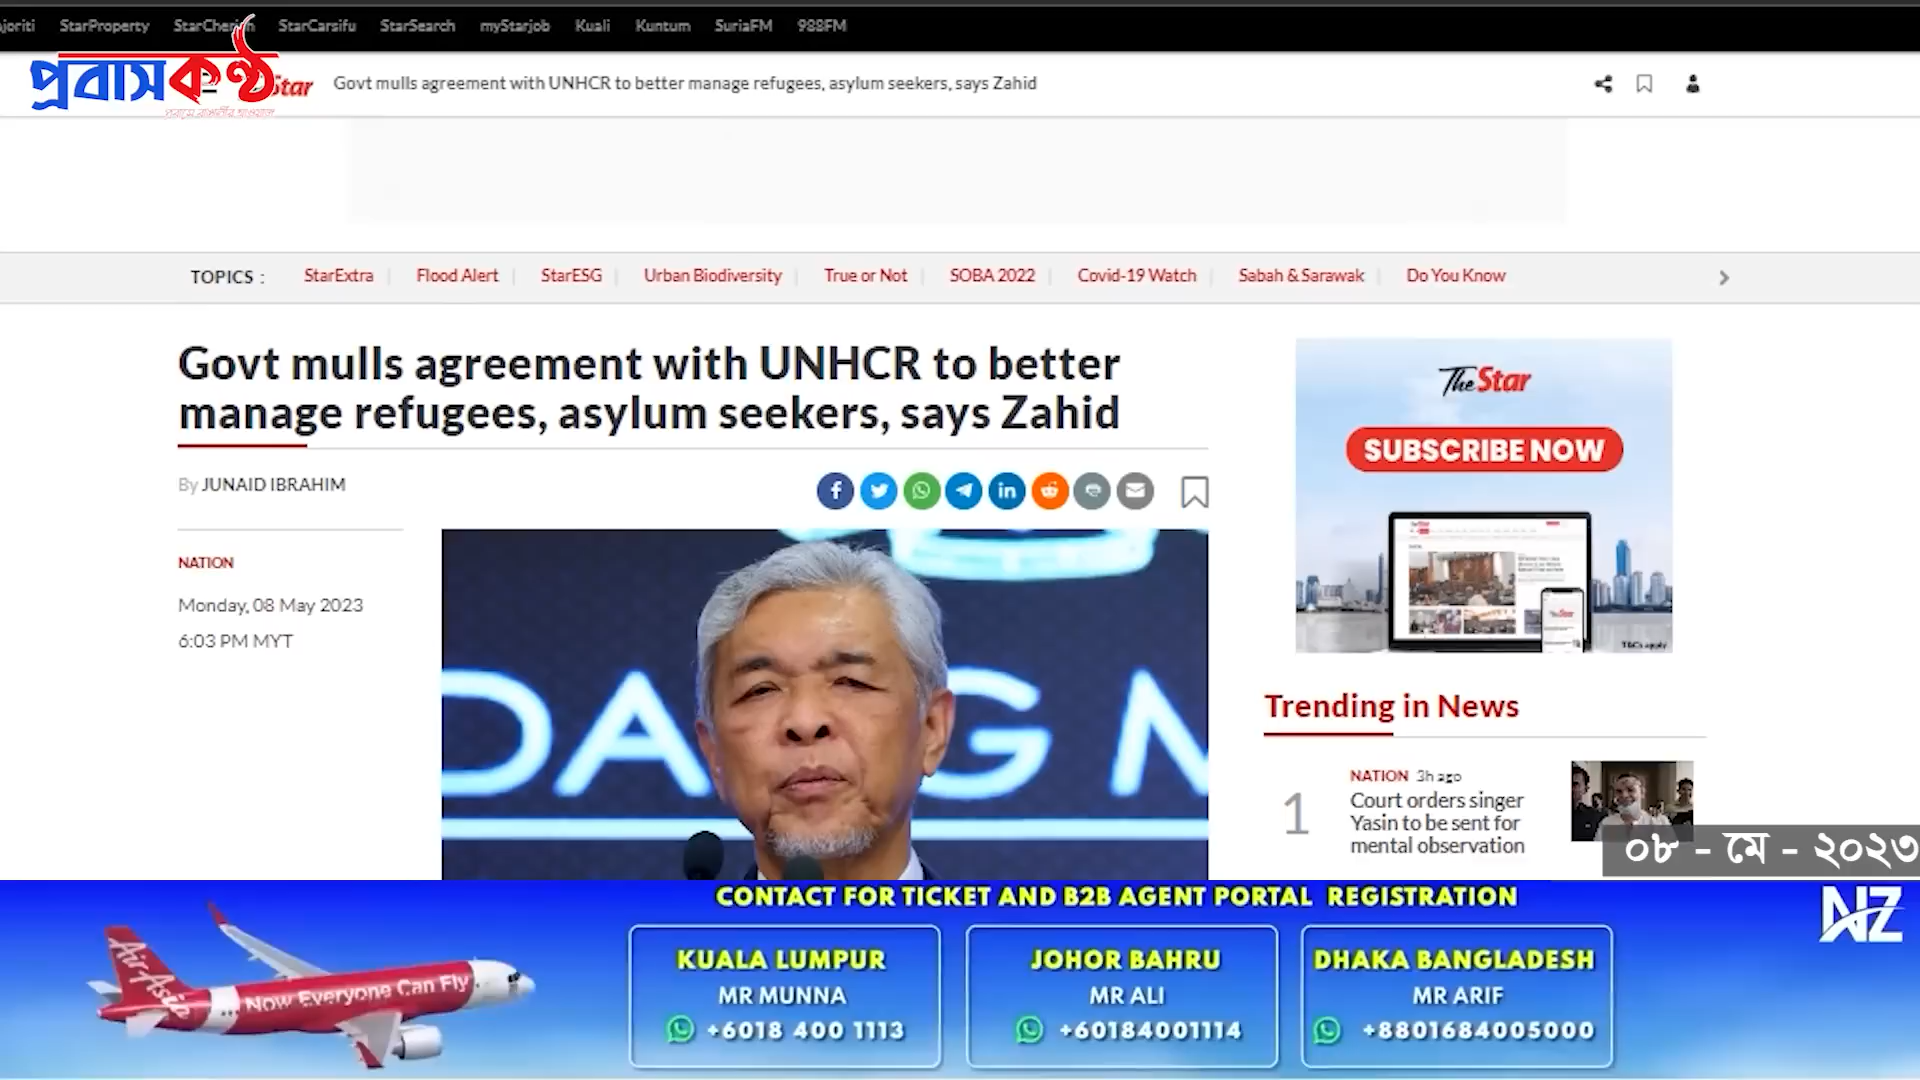 StarProperty StarCherish StarCarsifu StarSearch myStarjob Kuali Kuntum SuriaFM 988FM
প্রবাস কণ্ঠ
Star Govt mulls agreement with UNHCR to better manage refugees, asylum seekers, says Zahid
TOPICS : StarExtra Flood Alert StarESG Urban Biodiversity True or Not SOBA 2022 Covid-19 Watch Sabah & Sarawak Do You Know
Govt mulls agreement with UNHCR to better
manage refugees, asylum seekers, says Zahid
By JUNAID IBRAHIM
NATION
Monday, 08 May 2023
6:03 PM MYT
DA G M
The Star
SUBSCRIBE NOW
T&Cs apply
Trending in News
1
NATION 3h ago
Court orders singer
Yasin to be sent for
mental observation
০৮ - মে - ২০২৩
CONTACT FOR TICKET AND B2B AGENT PORTAL REGISTRATION
NZ
AirAsia
Now Everyone Can Fly
KUALA LUMPUR
MR MUNNA
+6018 400 1113
JOHOR BAHRU
MR ALI
+60184001114
DHAKA BANGLADESH
MR ARIF
+8801684005000